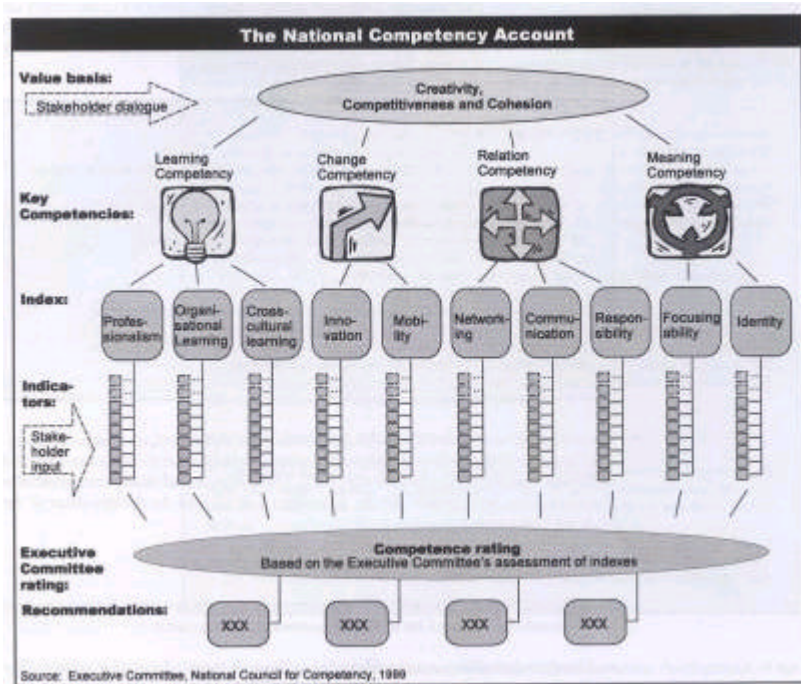 The National Competency Account
Value basis:
Stakeholder dialogue
Creativity,
Competitiveness and Cohesion
Learning
Competency
Change
Competency
Relation
Competency
Meaning
Competency
Key
Competencies:
Index:
Profes-
sionalism
Organi-
sational
Learning
Cross-
cultural
learning
Inno-
vation
Mobi-
lity
Network-
ing
Commu-
nication
Respon-
sibility
Focusing
ability
Identity
Indica-
tors:
Stake-
holder
input
Executive
Committee
rating:
Competence rating
Based on the Executive Committee's assessment of indexes
Recommendations:
XXX
XXX
XXX
XXX
Source: Executive Committee, National Council for Competency, 1999